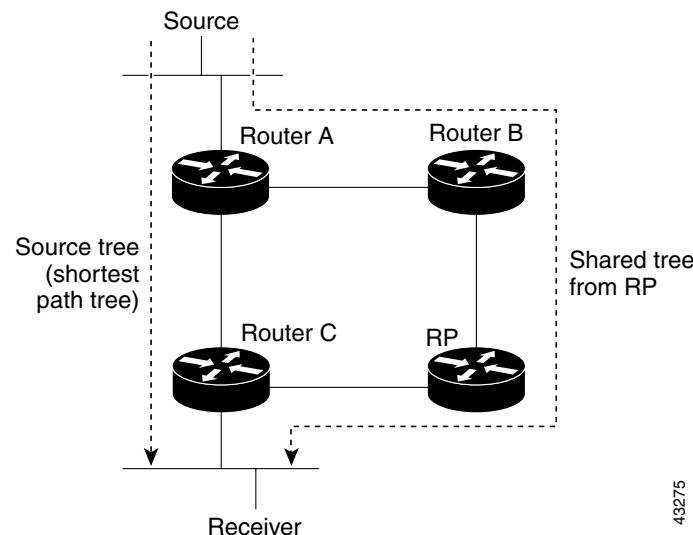 Source
Router A
Router B
Source tree
(shortest
path tree)
Shared tree
from RP
Router C
RP
Receiver
43275